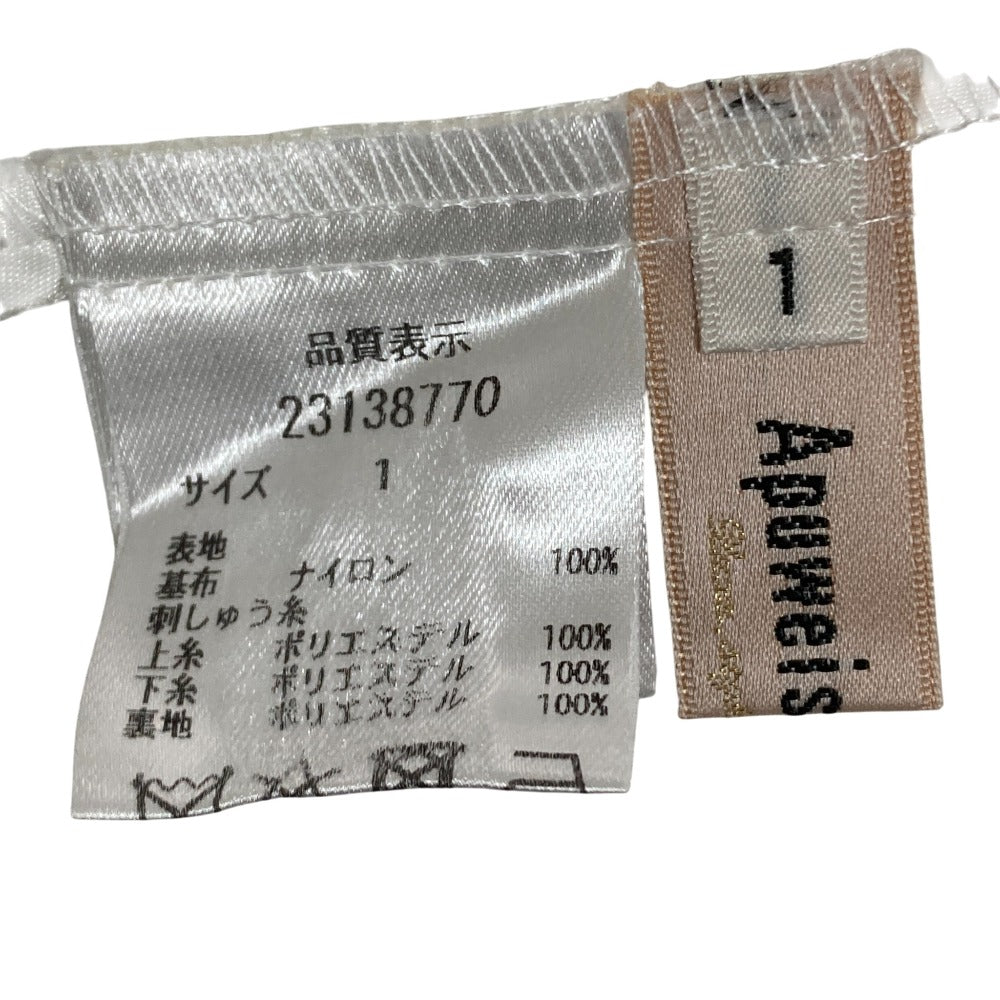 品質表示
23138770
サイズ 1
表地
基布 ナイロン 100%
刺しゅう糸
上糸 ポリエステル 100%
下糸 ポリエステル 100%
裏地 ポリエステル 100%
1
Apuweis